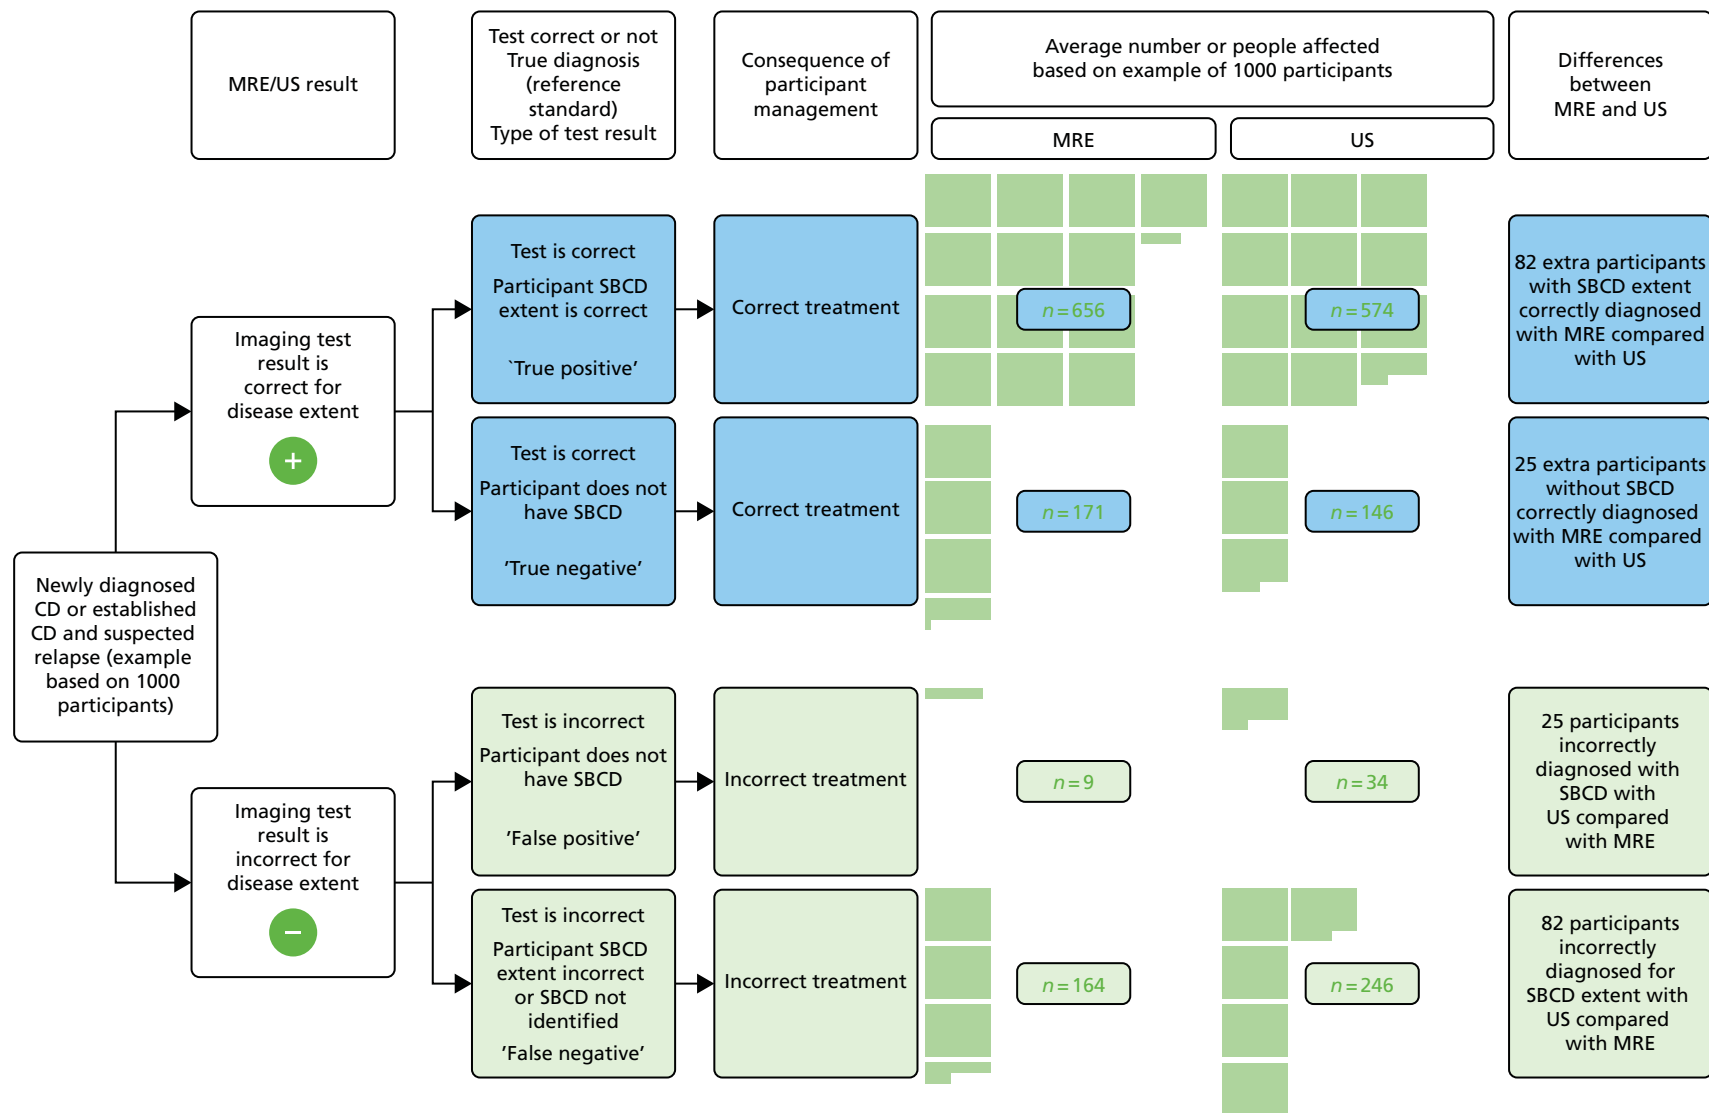 MRE/US result
Test correct or not
True diagnosis
(reference
standard)
Type of test result
Consequence of
participant
management
Average number or people affected
based on example of 1000 participants
MRE
US
Differences
between
MRE and US
Newly diagnosed
CD or established
CD and suspected
relapse (example
based on 1000
participants)
Imaging test
result is
correct for
disease extent
+
Test is correct
Participant SBCD
extent is correct
‵True positive’
Correct treatment
n=656
n=574
82 extra participants
with SBCD extent
correctly diagnosed
with MRE compared
with US
Test is correct
Participant does not
have SBCD
’True negative’
Correct treatment
n=171
n=146
25 extra participants
without SBCD
correctly diagnosed
with MRE compared
with US
Imaging test
result is
incorrect for
disease extent
–
Test is incorrect
Participant does not
have SBCD
’False positive’
Incorrect treatment
n=9
n=34
25 participants
incorrectly
diagnosed with
SBCD with
US compared
with MRE
Test is incorrect
Participant SBCD
extent incorrect
or SBCD not
identified
’False negative’
Incorrect treatment
n=164
n=246
82 participants
incorrectly
diagnosed for
SBCD extent with
US compared
with MRE